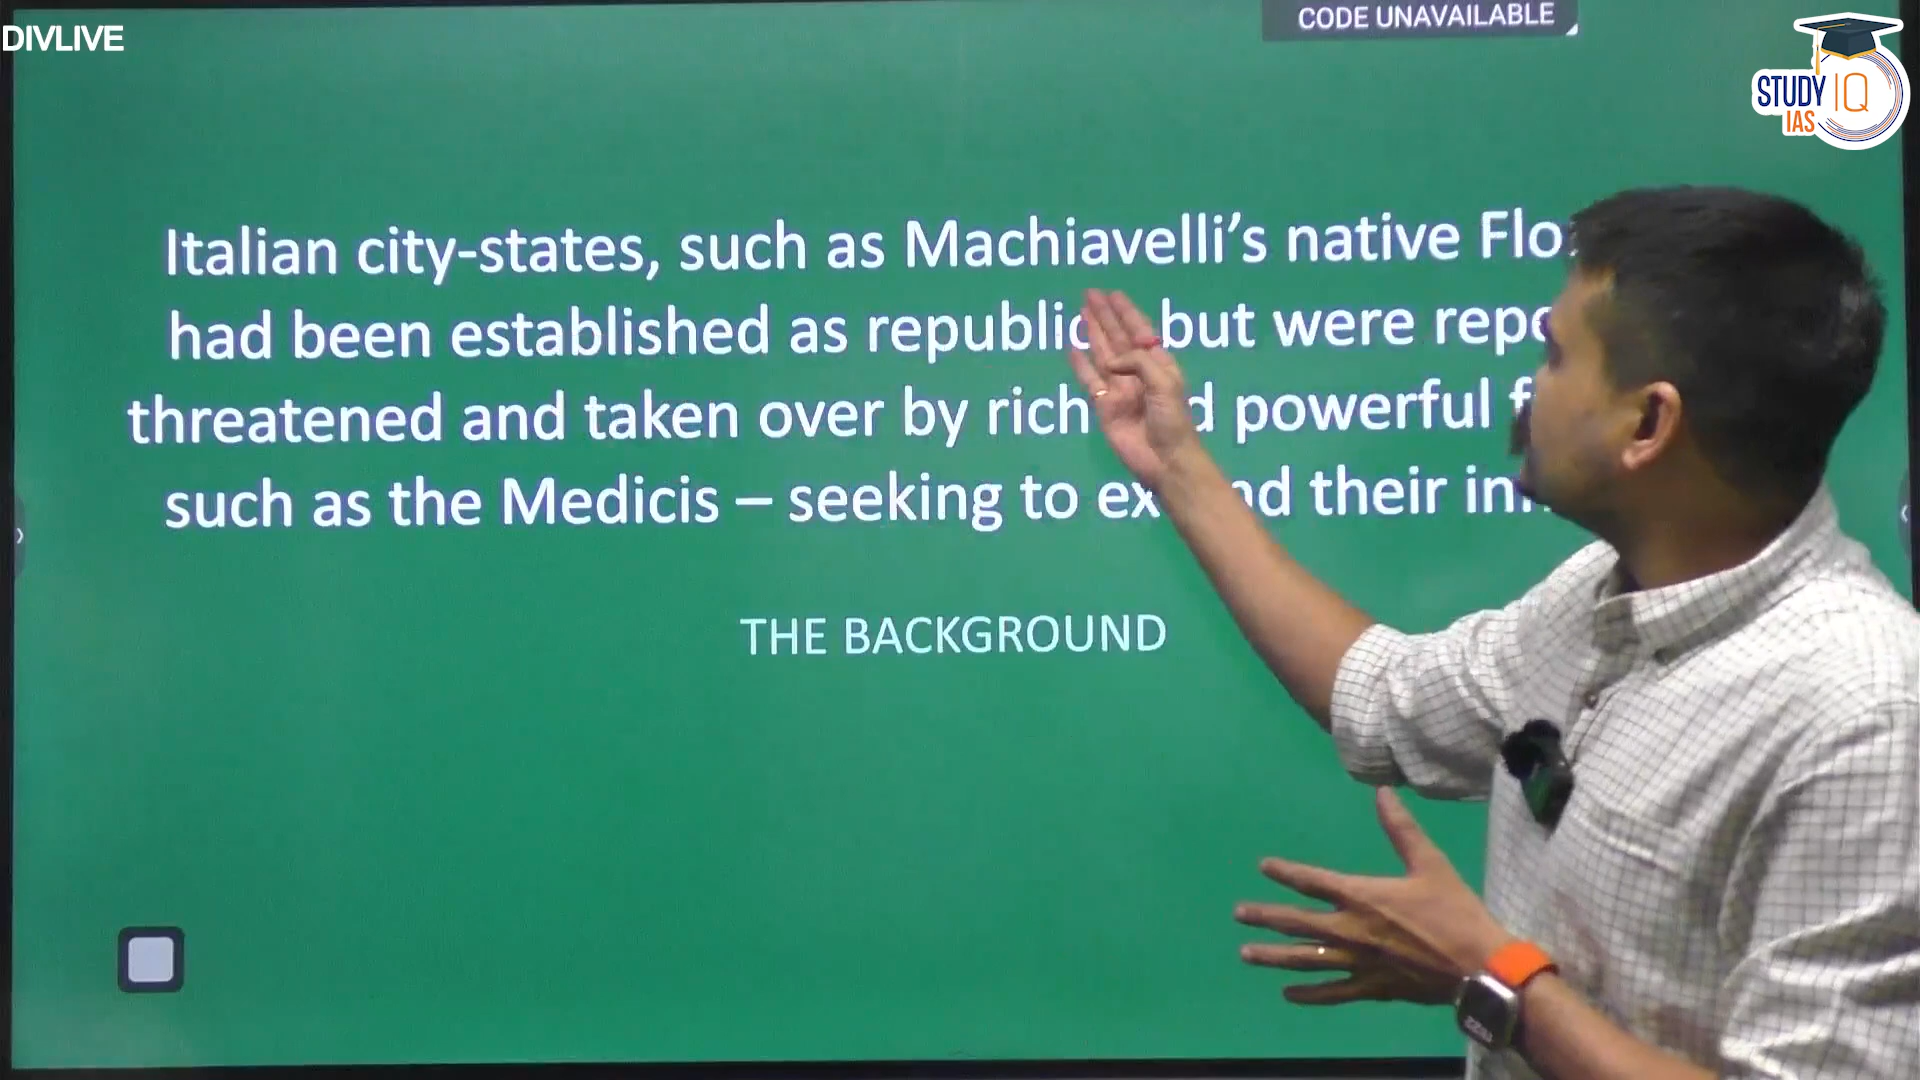 DIVLIVE
CODE UNAVAILABLE
STUDY IQ
IAS
Italian city-states, such as Machiavelli’s native
had been established as but were
threatened and taken over by rich powerful
such as the Medicis – seeking to their
THE BACKGROUND